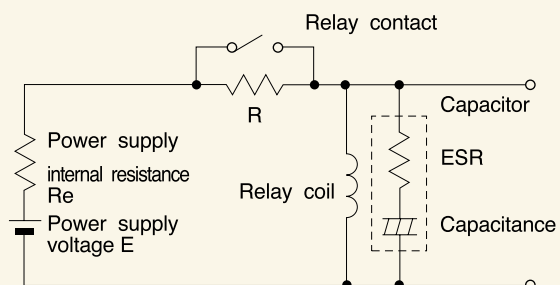 Relay contact
R
Capacitor
Power supply
internal resistance
Re
ESR
Relay coil
Power supply
voltage E
Capacitance